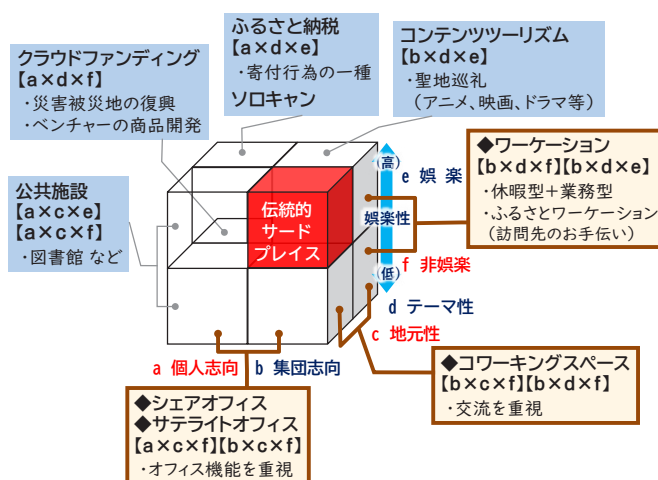 クラウドファンディング
【a×d×f】
・災害被災地の復興
・ベンチャーの商品開発
ふるさと納税
【a×d×e】
・寄付行為の一種
ソロキャン
コンテンツツーリズム
【b×d×e】
・聖地巡礼
（アニメ、映画、ドラマ等）
公共施設
【a×c×e】
【a×c×f】
・図書館 など
伝統的
サード
プレイス
(高)
e 娯 楽
娯楽性
f 非娯楽
(低)
d テーマ性
c 地元性
a 個人志向
b 集団志向
◆ワーケーション
【b×d×f】【b×d×e】
・休暇型＋業務型
・ふるさとワーケーション
（訪問先のお手伝い）
◆コワーキングスペース
【b×c×f】【b×d×f】
・交流を重視
◆シェアオフィス
◆サテライトオフィス
【a×c×f】【b×c×f】
・オフィス機能を重視